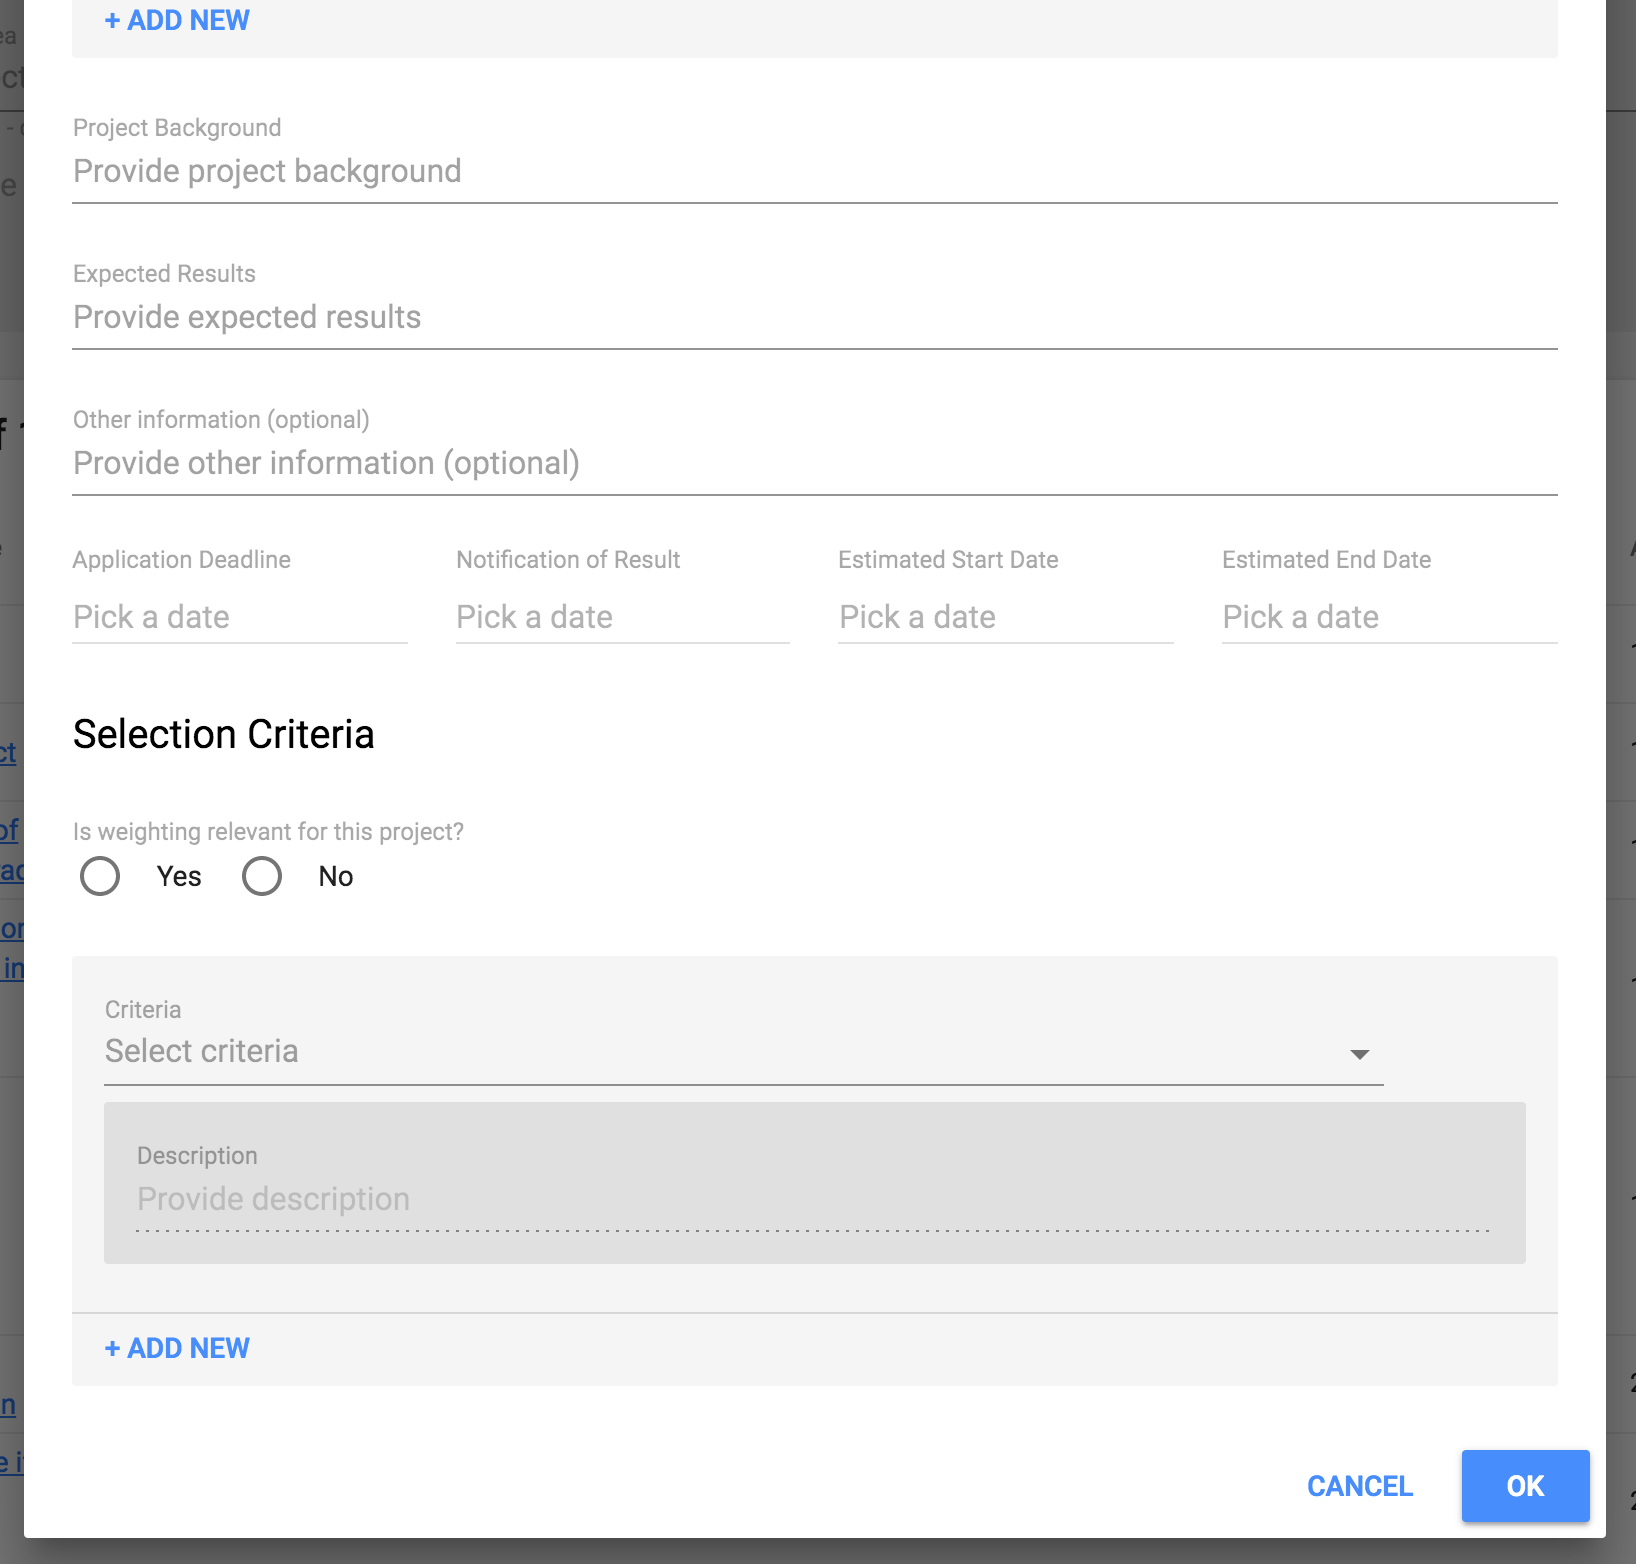 + ADD NEW
Project Background
Provide project background
Expected Results
Provide expected results
Other information (optional)
Provide other information (optional)
Application Deadline Notification of Result Estimated Start Date Estimated End Date
Pick a date Pick a date Pick a date Pick a date
Selection Criteria
Is weighting relevant for this project?
Yes No
Criteria
Select criteria
Description
Provide description
+ ADD NEW
CANCEL OK